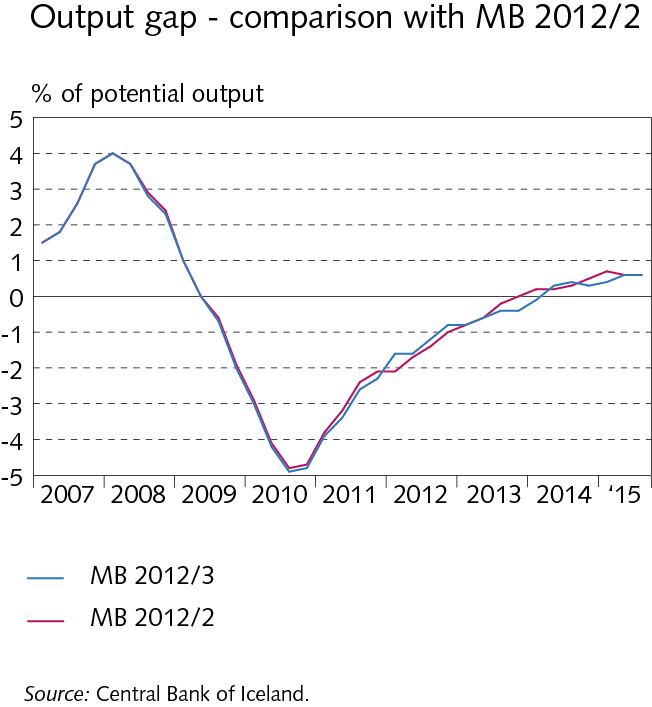 Output gap - comparison with MB 2012/2
% of potential output
5
4
3
2
1
0
-1
-2
-3
-4
-5
2007 2008 2009 2010 2011 2012 2013 2014 '15
MB 2012/3
MB 2012/2
Source: Central Bank of Iceland.